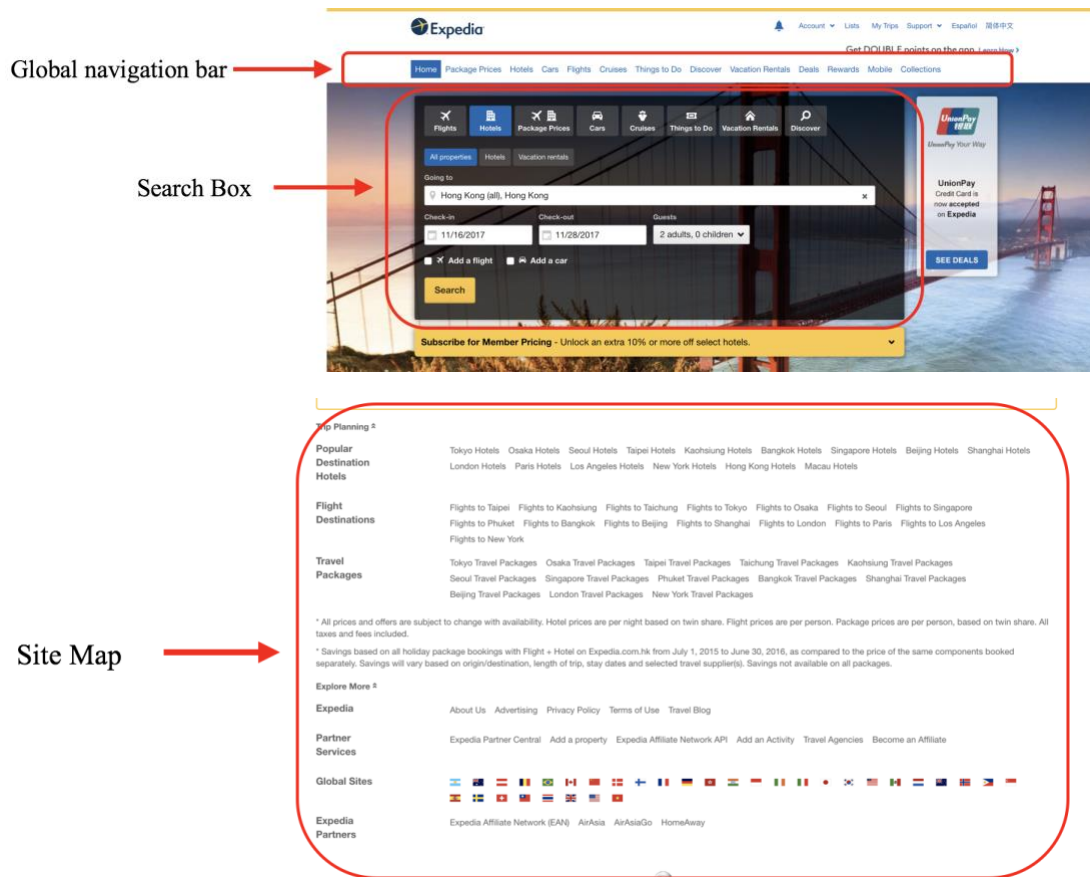 Expedia
Account Lists My Trips Support Español 简体中文
Get DOUBLE points on the app Learn Now >
Global navigation bar
Home Package Prices Hotels Cars Flights Cruises Things to Do Discover Vacation Rentals Deals Rewards Mobile Collections
Flights Hotels Package Prices Cars Cruises Things to Do Vacation Rentals Discover
UnionPay
银联
UnionPay Your Way
All properties Hotels Vacation rentals
Going to
Search Box
Hong Kong (all), Hong Kong ×
Check-in Check-out Guests
11/16/2017 11/28/2017 2 adults, 0 children
Add a flight Add a car
Search
UnionPay
Credit Card is
now accepted
on Expedia
SEE DEALS
Subscribe for Member Pricing - Unlock an extra 10% or more off select hotels.
Trip Planning
Popular
Destination
Hotels
Tokyo Hotels Osaka Hotels Seoul Hotels Taipei Hotels Kaohsiung Hotels Bangkok Hotels Singapore Hotels Beijing Hotels Shanghai Hotels
London Hotels Paris Hotels Los Angeles Hotels New York Hotels Hong Kong Hotels Macau Hotels
Flight
Destinations
Flights to Taipei Flights to Kaohsiung Flights to Taichung Flights to Tokyo Flights to Osaka Flights to Seoul Flights to Singapore
Flights to Phuket Flights to Bangkok Flights to Beijing Flights to Shanghai Flights to London Flights to Paris Flights to Los Angeles
Flights to New York
Travel
Packages
Tokyo Travel Packages Osaka Travel Packages Taipei Travel Packages Taichung Travel Packages Kaohsiung Travel Packages
Seoul Travel Packages Singapore Travel Packages Phuket Travel Packages Bangkok Travel Packages Shanghai Travel Packages
Beijing Travel Packages London Travel Packages New York Travel Packages
* All prices and offers are subject to change with availability. Hotel prices are per night based on twin share. Flight prices are per person. Package prices are per person, based on twin share. All
taxes and fees included.
Site Map
* Savings based on all holiday package bookings with Flight + Hotel on Expedia.com.hk from July 1, 2015 to June 30, 2016, as compared to the price of the same components booked
separately. Savings will vary based on origin/destination, length of trip, stay dates and selected travel supplier(s). Savings not available on all packages.
Explore More
Expedia
About Us Advertising Privacy Policy Terms of Use Travel Blog
Partner
Services
Expedia Partner Central Add a property Expedia Affiliate Network API Add an Activity Travel Agencies Become an Affiliate
Global Sites
Expedia
Partners
Expedia Affiliate Network (EAN) AirAsia AirAsiaGo HomeAway